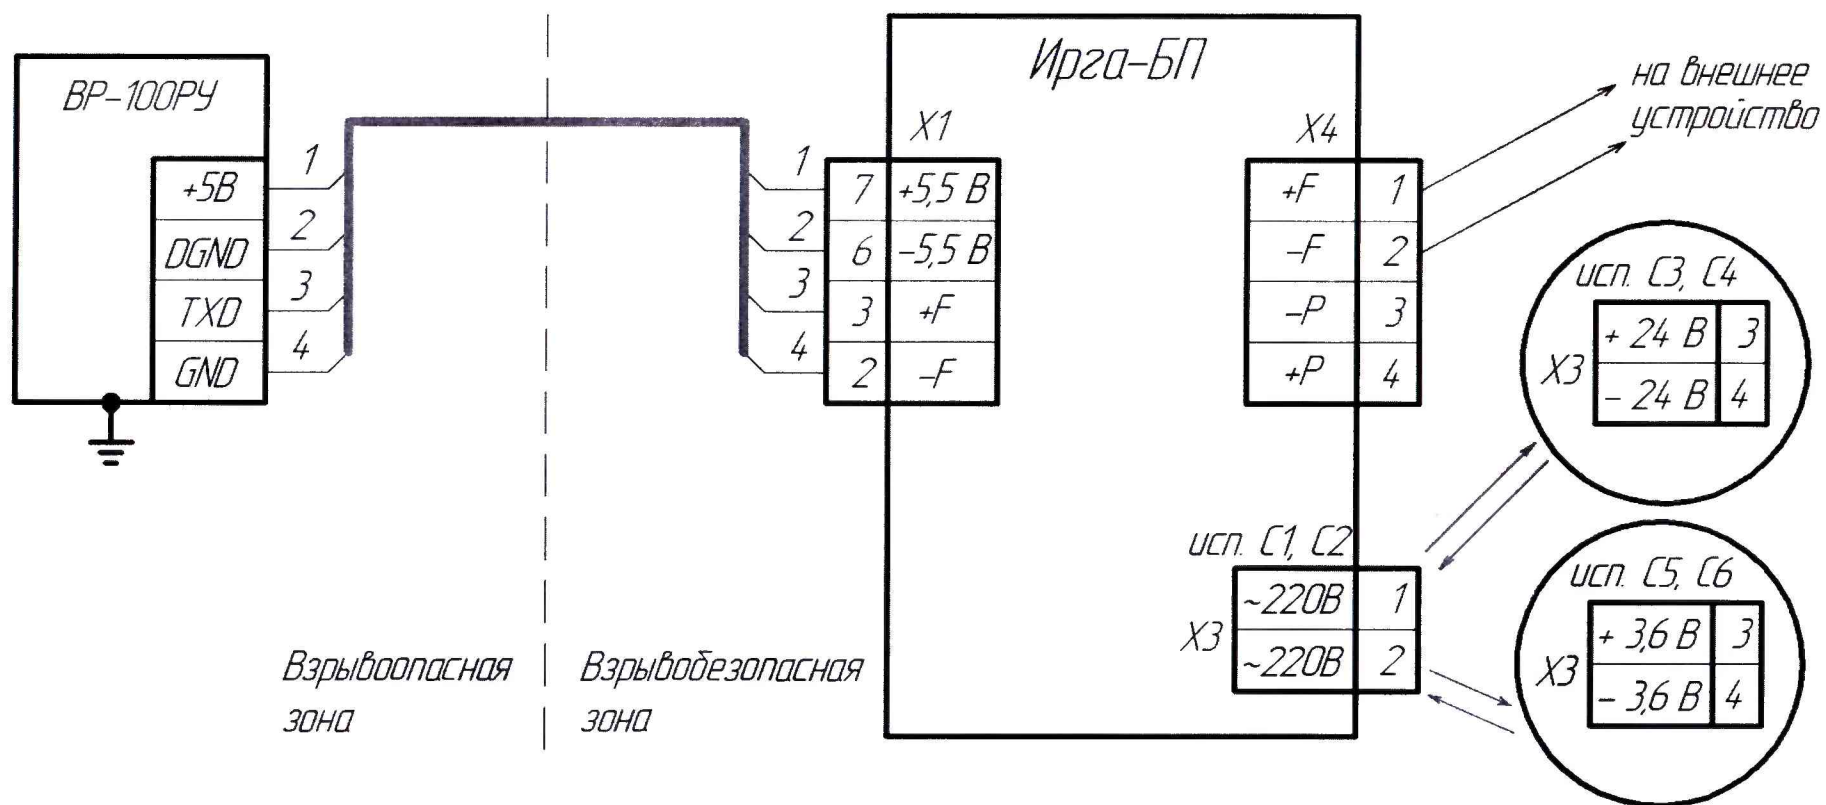 ВР-100РУ
+5В
DGND
TXD
GND
1
2
3
4
1
2
3
4
Ирга-БП
X1
7 +5,5 В
6 -5,5 В
3 +F
2 -F
X4
+F 1
-F 2
-P 3
+P 4
на внешнее
устройство
исп. С3, С4
X3
+ 24 В 3
- 24 В 4
исп. С1, С2
X3
~220В 1
~220В 2
исп. С5, С6
X3
+ 3,6 В 3
- 3,6 В 4
Взрывоопасная
зона
Взрывобезопасная
зона